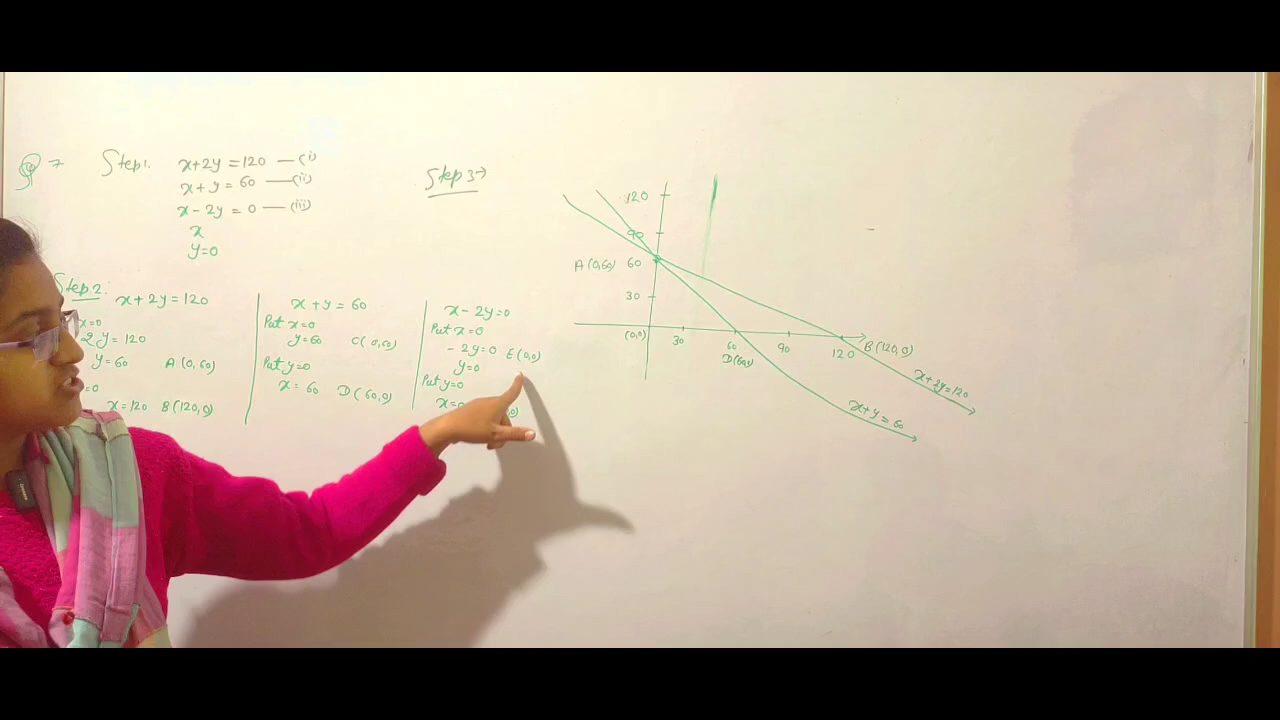 Q 7 Step1. x+2y = 120 — (i)
x + y = 60 — (ii)
x - 2y = 0 — (iii)
x
y=0
Step 2:
x + 2y = 120
x=0
2y = 120
y = 60 A (0,60)
=0
x = 120 B(120,0)
x + y = 60
Put x=0
y=60 C(0,60)
Put y=0
x = 60 D(60,0)
x - 2y=0
Put x=0
-2y=0 E(0,0)
y=0
Put y=0
x=0
Step 3→
120
90
A(0,60) 60
30
(0,0) 30 60 90 120 B(120,0)
x+2y=120
x+y = 60